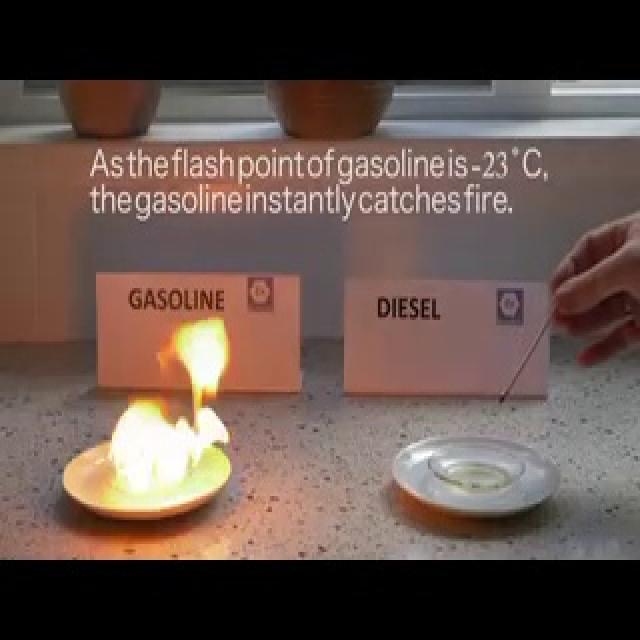 As the flash point of gasoline is -23°C,
the gasoline instantly catches fire.
GASOLINE
DIESEL